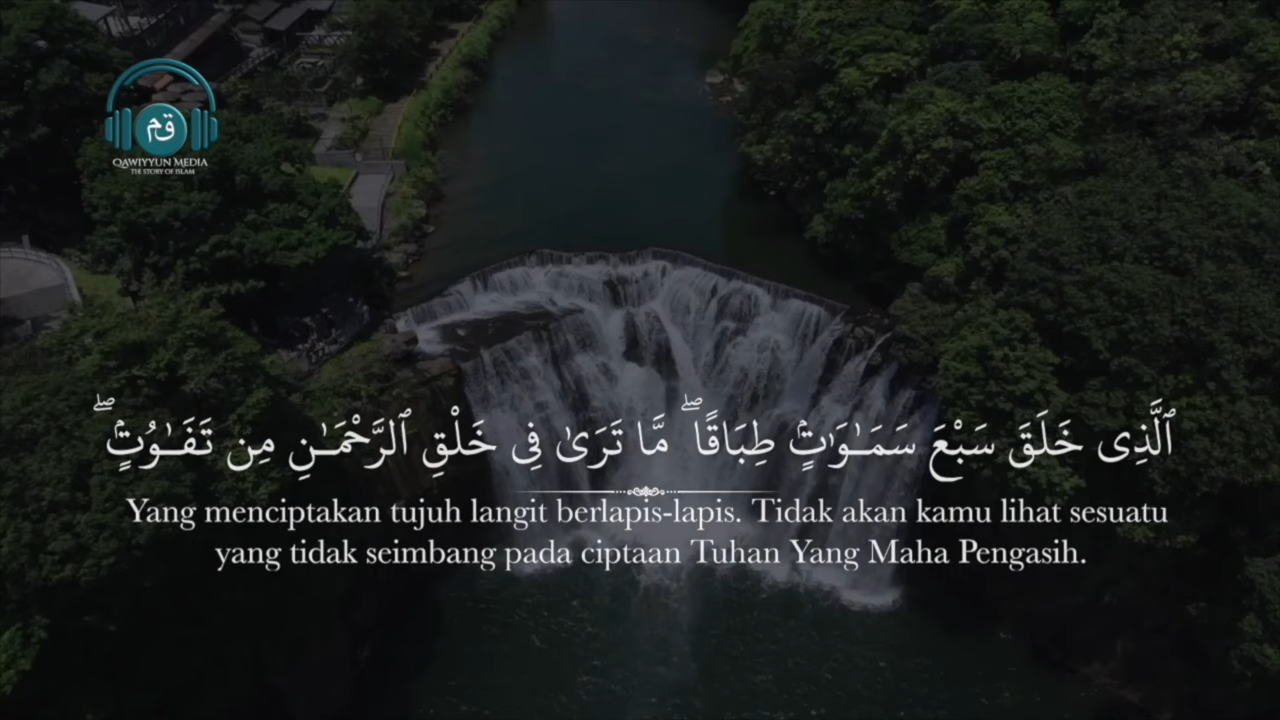 قم
QAWIYYUN MEDIA
THE STORY OF ISLAM
ٱلَّذِى خَلَقَ سَبْعَ سَمَـٰوَٰتٍۢ طِبَاقًا ۖ مَّا تَرَىٰ فِى خَلْقِ ٱلرَّحْمَـٰنِ مِن تَفَـٰوُتٍۢ ۖ
Yang menciptakan tujuh langit berlapis-lapis. Tidak akan kamu lihat sesuatu
yang tidak seimbang pada ciptaan Tuhan Yang Maha Pengasih.